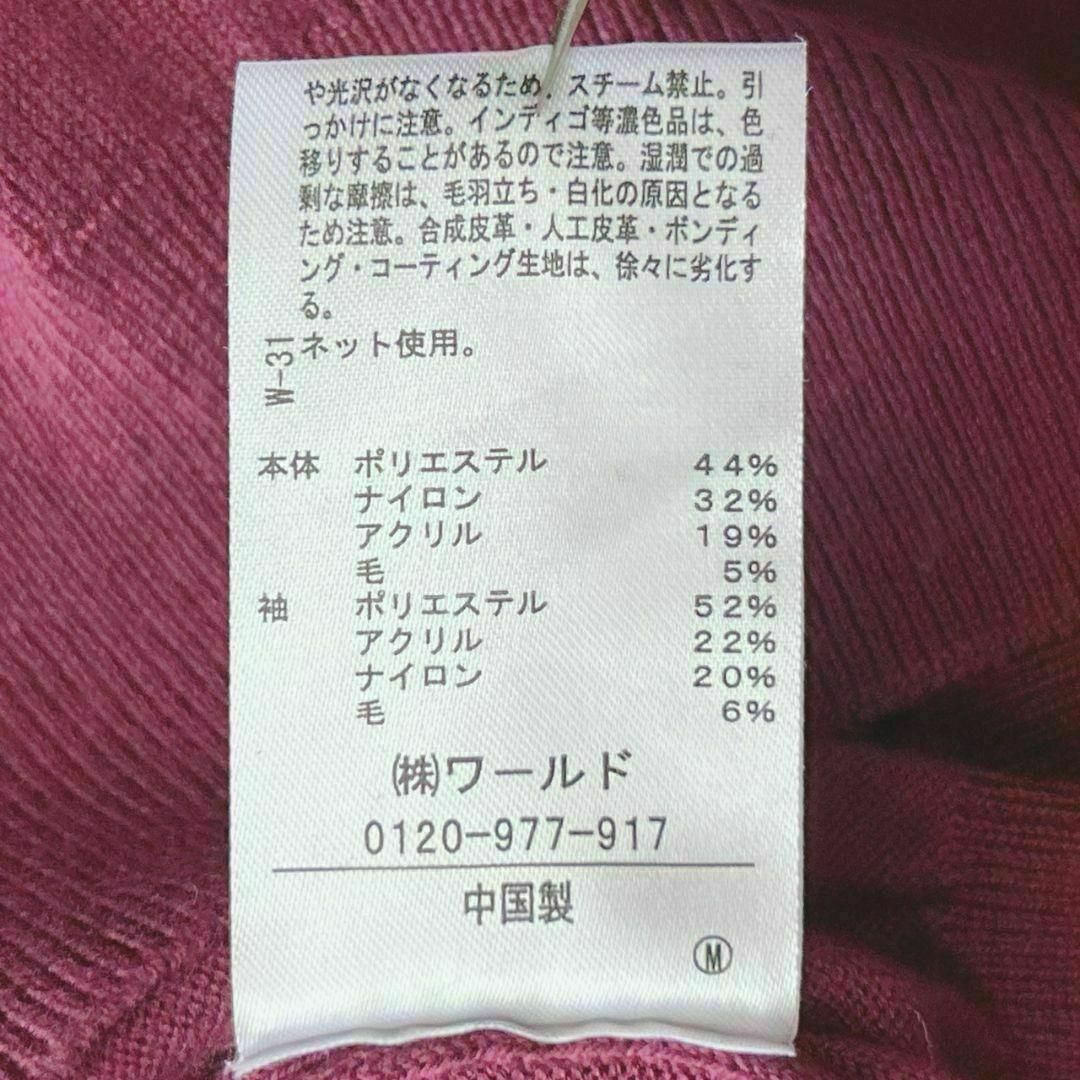 や光沢がなくなるため、スチーム禁止。引
っかけに注意。インディゴ等濃色品は、色
移りすることがあるので注意。湿潤での過
剰な摩擦は、毛羽立ち・白化の原因となる
ため注意。合成皮革・人工皮革・ボンディ
ング・コーティング生地は、徐々に劣化す
る。
ネット使用。
W-31
本体 ポリエステル 44%
ナイロン 32%
アクリル 19%
毛 5%
袖 ポリエステル 52%
アクリル 22%
ナイロン 20%
毛 6%
㈱ワールド
0120-977-917
中国製
Ⓜ